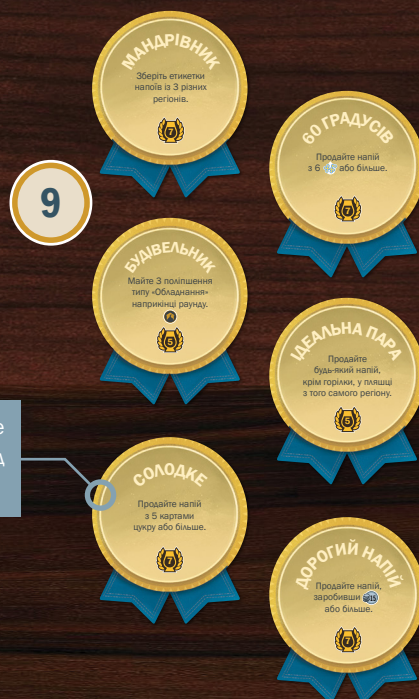 МАНДРІВНИК
Зберіть етикетки
напоїв із 3 різних
регіонів.
7
60 ГРАДУСІВ
Продайте напій
з 6 або більше.
7
9
БУДІВЕЛЬНИК
Майте 3 поліпшення
типу «Обладнання»
наприкінці раунду.
5
ІДЕАЛЬНА ПАРА
Продайте
будь-який напій,
крім горілки, у пляшці
з того самого регіону.
5
СОЛОДКЕ
Продайте напій
з 5 картами
цукру або більше.
7
ДОРОГИЙ НАПІЙ
Продайте напій,
заробивши 15
або більше.
7